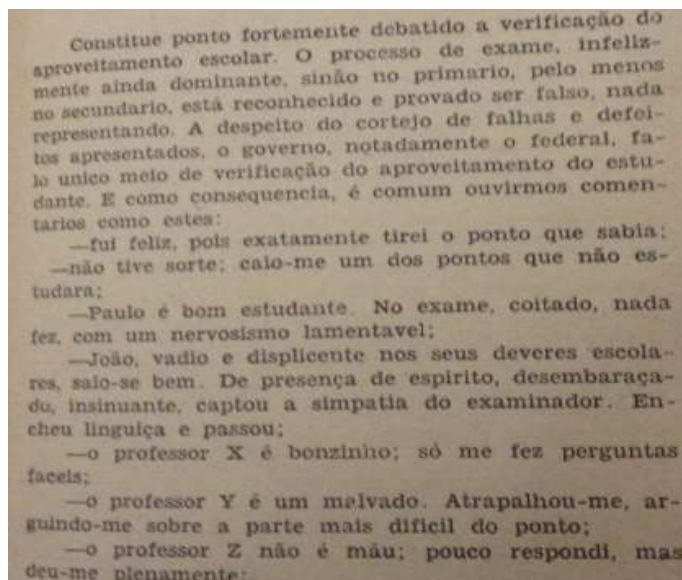 Constitue ponto fortemente debatido a verificação do
aproveitamento escolar. O processo de exame, infeliz-
mente ainda dominante, sinão no primario, pelo menos
no secundario, está reconhecido e provado ser falso, nada
representando. A despeito do cortejo de falhas e defei-
tos apresentados, o governo, notadamente o federal, fa-
lo unico meio de verificação do aproveitamento do estu-
dante. E como consequencia, é comum ouvirmos comen-
tarios como estes:
—fui feliz, pois exatamente tirei o ponto que sabia;
—não tive sorte; caio-me um dos pontos que não es-
tudara;
—Paulo é bom estudante. No exame, coitado, nada
fez, com um nervosismo lamentavel;
—João, vadio e displicente nos seus deveres escola-
res, saio-se bem. De presença de espirito, desembaraça-
do, insinuante, captou a simpatia do examinador. En-
cheu linguiça e passou;
—o professor X é bonzinho; só me fez perguntas
faceis;
—o professor Y é um malvado. Atrapalhou-me, ar-
guindo-me sobre a parte mais dificil do ponto;
—o professor Z não é máu; pouco respondi, mas
deu-me plenamente;